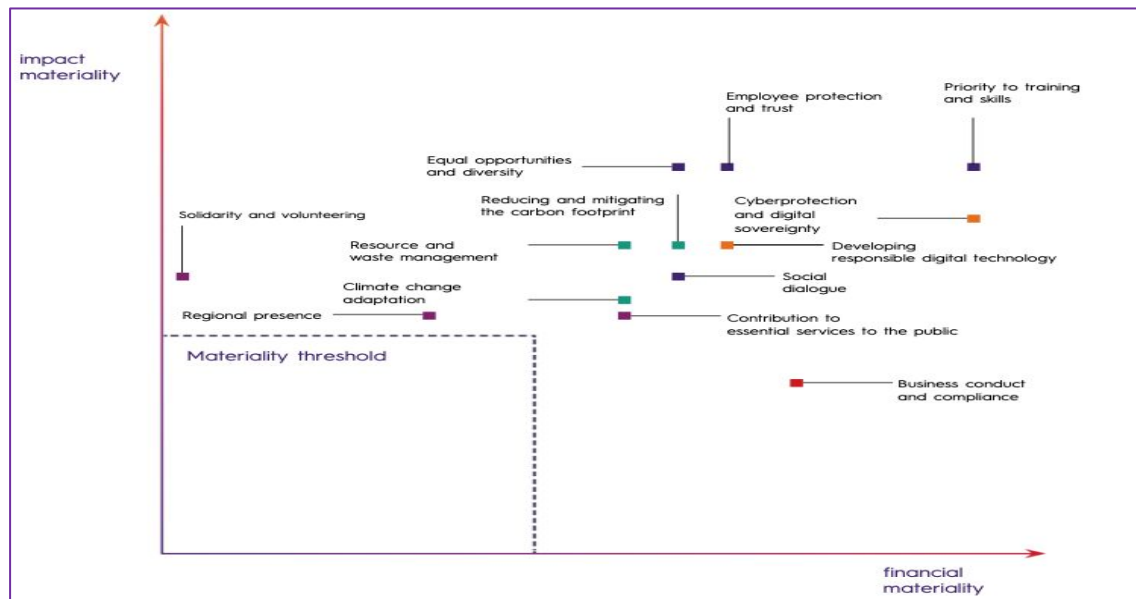 impact
materiality
Employee protection
and trust
Priority to training
and skills
Equal opportunities
and diversity
Reducing and mitigating
the carbon footprint
Cyberprotection
and digital
sovereignty
Solidarity and volunteering
Resource and
waste management
Developing
responsible digital technology
Climate change
adaptation
Social
dialogue
Regional presence
Contribution to
essential services to the public
Materiality threshold
Business conduct
and compliance
financial
materiality